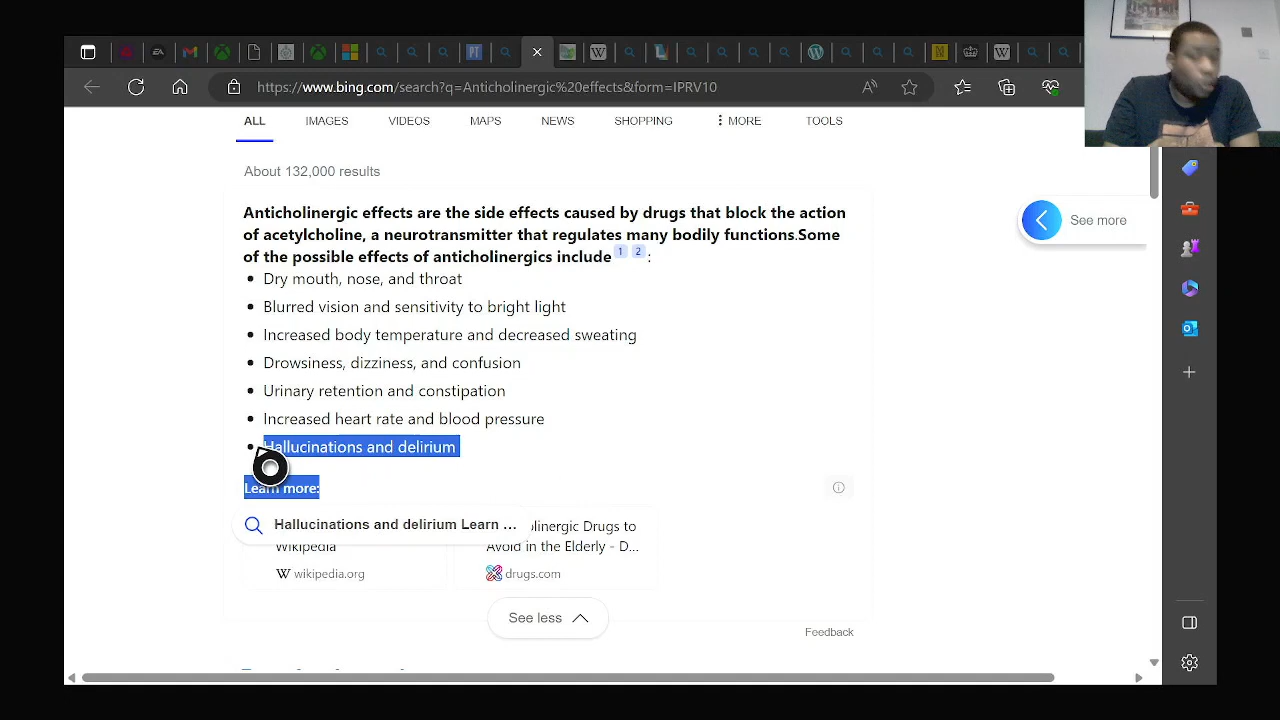 https://www.bing.com/search?q=Anticholinergic%20effects&form=IPRV10
ALL IMAGES VIDEOS MAPS NEWS SHOPPING MORE TOOLS
About 132,000 results
Anticholinergic effects are the side effects caused by drugs that block the action
of acetylcholine, a neurotransmitter that regulates many bodily functions.Some
of the possible effects of anticholinergics include 1 2 :
See more
Dry mouth, nose, and throat
Blurred vision and sensitivity to bright light
Increased body temperature and decreased sweating
Drowsiness, dizziness, and confusion
Urinary retention and constipation
Increased heart rate and blood pressure
Hallucinations and delirium
Learn more:
Hallucinations and delirium Learn ...
linergic Drugs to
Wikipedia
Avoid in the Elderly - D...
wikipedia.org
drugs.com
See less
Feedback